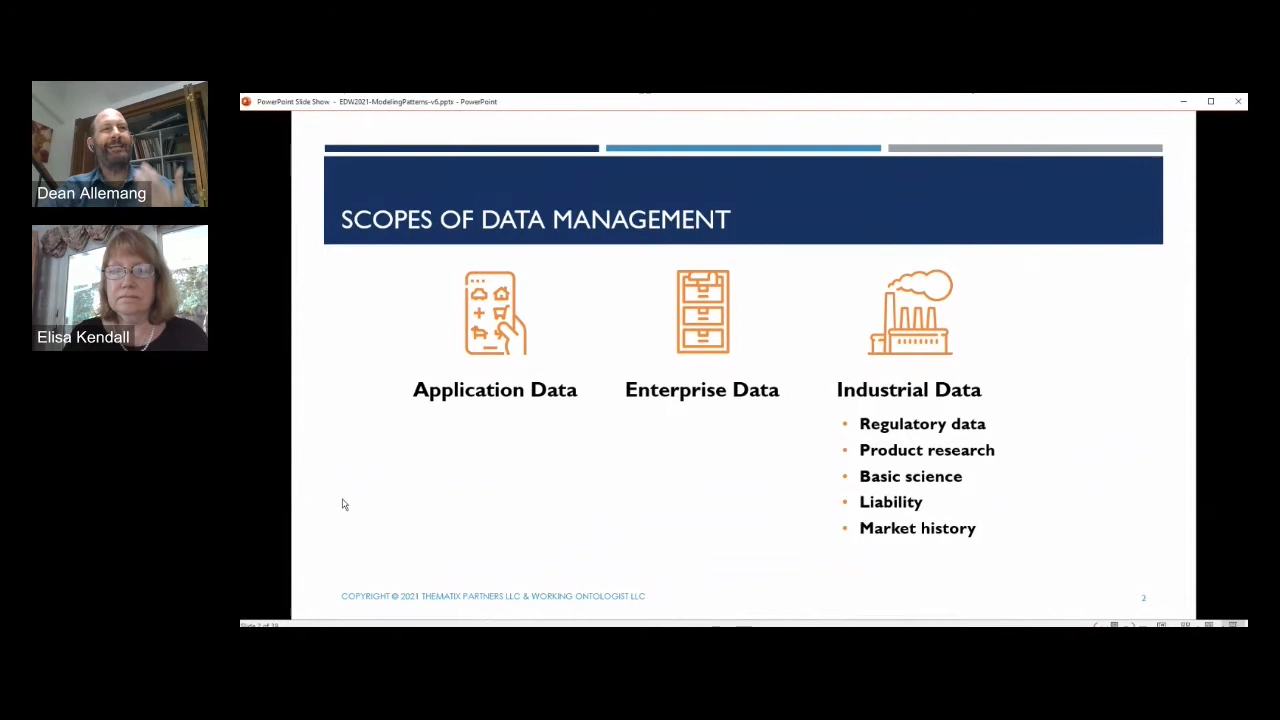 PowerPoint Slide Show - EDW2021-ModelingPatterns-v6.pptx - PowerPoint
Dean Allemang
Elisa Kendall
SCOPES OF DATA MANAGEMENT
Application Data
Enterprise Data
Industrial Data
• Regulatory data
• Product research
• Basic science
• Liability
• Market history
COPYRIGHT © 2021 THEMATIX PARTNERS LLC & WORKING ONTOLOGIST LLC
2